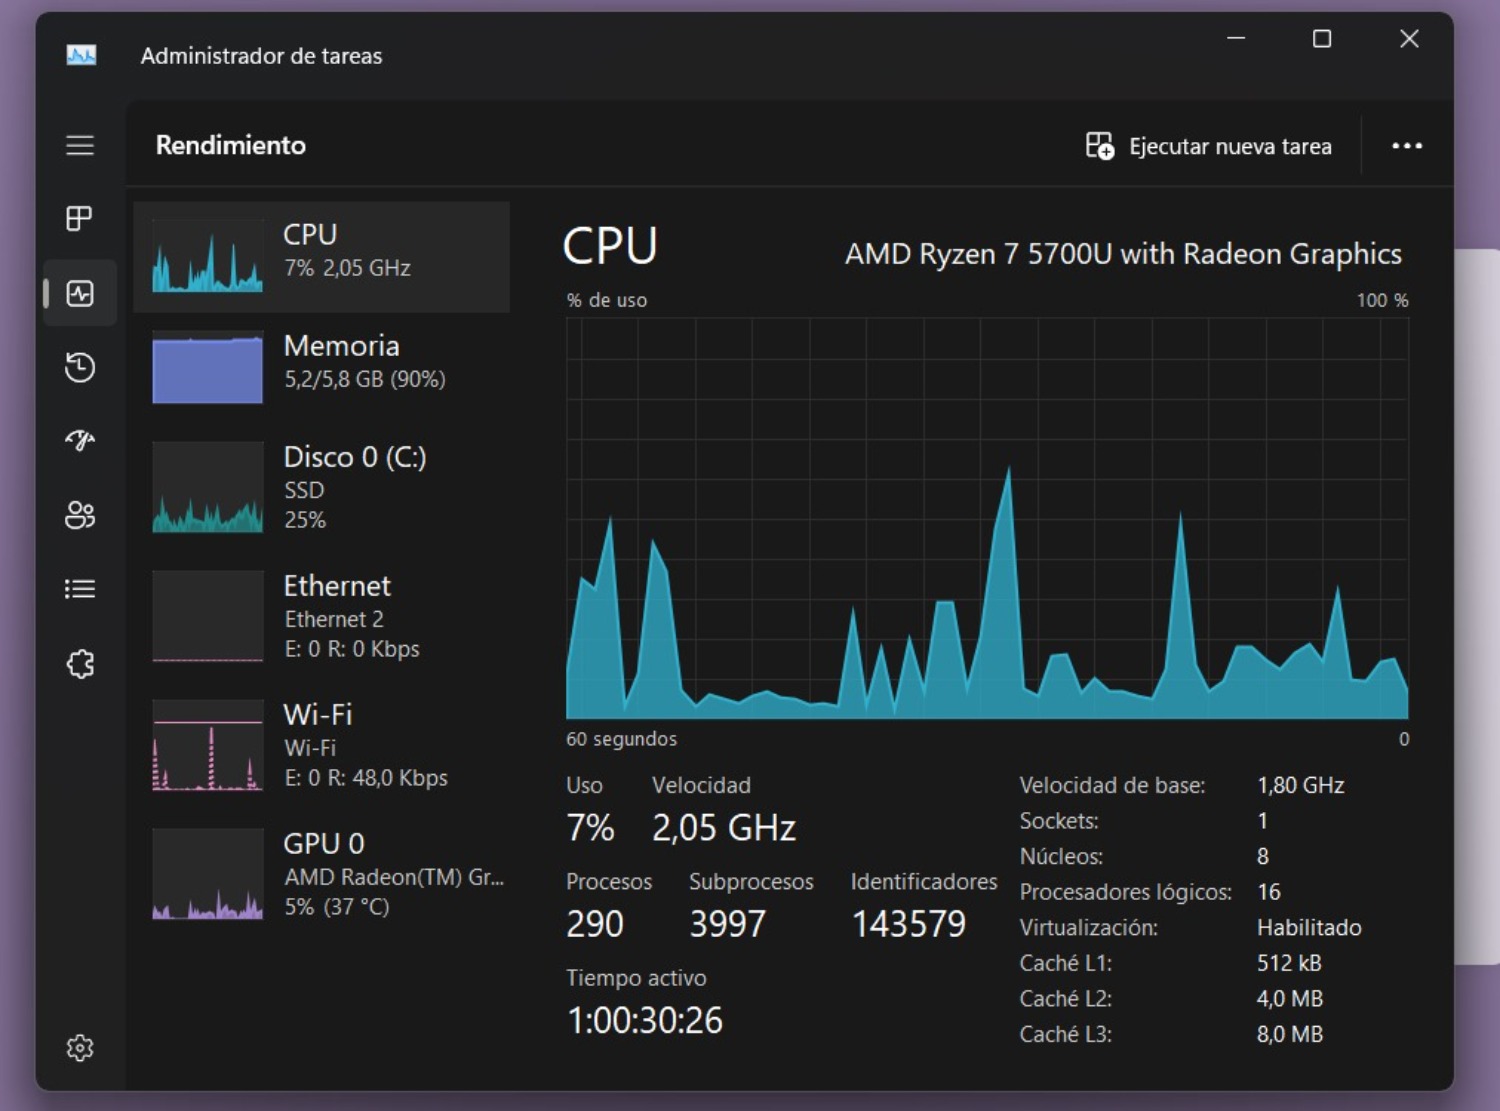 Administrador de tareas
Rendimiento
Ejecutar nueva tarea
CPU
7% 2,05 GHz
Memoria
5,2/5,8 GB (90%)
Disco 0 (C:)
SSD
25%
Ethernet
Ethernet 2
E: 0 R: 0 Kbps
Wi-Fi
Wi-Fi
E: 0 R: 48,0 Kbps
GPU 0
AMD Radeon(TM) Gr...
5% (37 °C)
CPU
AMD Ryzen 7 5700U with Radeon Graphics
% de uso
100 %
60 segundos
0
Uso
Velocidad
7%
2,05 GHz
Procesos
Subprocesos
Identificadores
290
3997
143579
Tiempo activo
1:00:30:26
Velocidad de base: 1,80 GHz
Sockets: 1
Núcleos: 8
Procesadores lógicos: 16
Virtualización: Habilitado
Caché L1: 512 kB
Caché L2: 4,0 MB
Caché L3: 8,0 MB